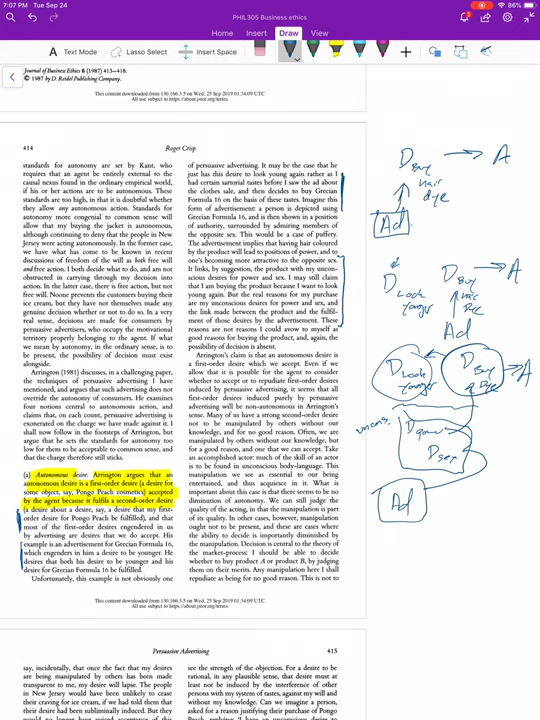 7:07 PM Tue Sep 24
86%
PHIL305 Business ethics
Home Insert Draw View
Text Mode
Lasso Select
Insert Space
Journal of Business Ethics 6 (1987) 413–418.
© 1987 by D. Reidel Publishing Company.
This content downloaded from 130.166.3.5 on Wed, 25 Sep 2019 01:34:09 UTC
All use subject to https://about.jstor.org/terms
414
Roger Crisp
standards for autonomy are set by Kant, who
requires that an agent be entirely external to the
causal nexus found in the ordinary empirical world,
if his or her actions are to be autonomous. These
standards are too high, in that it is doubtful whether
they allow any autonomous action. Standards for
autonomy more congenial to common sense will
allow that my buying the jacket is autonomous,
although continuing to deny that the people in New
Jersey were acting autonomously. In the former case,
we have what has come to be known in recent
discussions of freedom of the will as both free will
and free action. I both decide what to do, and am not
obstructed in carrying through my decision into
action. In the latter case, there is free action, but not
free will. Noone prevents the customers buying their
ice cream, but they have not themselves made any
genuine decision whether or not to do so. In a very
real sense, decisions are made for consumers by
persuasive advertisers, who occupy the motivational
territory properly belonging to the agent. If what
we mean by autonomy, in the ordinary sense, is to
be present, the possibility of decision must exist
alongside.
Arrington (1981) discusses, in a challenging paper,
the techniques of persuasive advertising I have
mentioned, and argues that such advertising does not
override the autonomy of consumers. He examines
four notions central to autonomous action, and
claims that, on each count, persuasive advertising is
exonerated on the charge we have made against it. I
shall now follow in the footsteps of Arrington, but
argue that he sets the standards for autonomy too
low for them to be acceptable to common sense, and
that the charge therefore still sticks.
(a) Autonomous desire: Arrington argues that an
autonomous desire is a first-order desire (a desire for
some object, say, Pongo Peach cosmetics) accepted
by the agent because it fulfils a second-order desire
(a desire about a desire, say, a desire that my first-
order desire for Pongo Peach be fulfilled), and that
most of the first-order desires engendered in us
by advertising are desires that we do accept. His
example is an advertisement for Grecian Formula 16,
which engenders in him a desire to be younger. He
desires that both his desire to be younger and his
desire for Grecian Formula 16 be fulfilled.
Unfortunately, this example is not obviously one
of persuasive advertising. It may be the case that he
just has this desire to look young again rather as I
had certain sartorial tastes before I saw the ad about
the clothes sale, and then decides to buy Grecian
Formula 16 on the basis of these tastes. Imagine this
form of advertisement: a person is depicted using
Grecian Formula 16, and is then shown in a position
of authority, surrounded by admiring members of
the opposite sex. This would be a case of puffery.
The advertisement implies that having hair coloured
by the product will lead to positions of power, and to
one's becoming more attractive to the opposite sex.
It links, by suggestion, the product with my uncon-
scious desires for power and sex. I may still claim
that I am buying the product because I want to look
young again. But the real reasons for my purchase
are my unconscious desires for power and sex, and
the link made between the product and the fulfil-
ment of those desires by the advertisement. These
reasons are not reasons I could avow to myself as
good reasons for buying the product, and, again, the
possibility of decision is absent.
Arrington's claim is that an autonomous desire is
a first-order desire which we accept. Even if we
allow that it is possible for the agent to consider
whether to accept or to repudiate first-order desires
induced by persuasive advertising, it seems that all
first-order desires induced purely by persuasive
advertising will be non-autonomous in Arrington's
sense. Many of us have a strong second-order desire
not to be manipulated by others without our
knowledge, and for no good reason. Often, we are
manipulated by others without our knowledge, but
for a good reason, and one that we can accept. Take
an accomplished actor: much of the skill of an actor
is to be found in unconscious body-language. This
manipulation we see as essential to our being
entertained, and thus acquiesce in it. What is
important about this case is that there seems to be no
diminution of autonomy. We can still judge the
quality of the acting, in that the manipulation is part
of its quality. In other cases, however, manipulation
ought not to be present, and these are cases where
the ability to decide is importantly diminished by the
manipulation. Decision is central to the theory of
the market-process: I should be able to decide
whether to buy product A or product B, by judging
them on their merits. Any manipulation here I shall
repudiate as being for no good reason. This is not to
This content downloaded from 130.166.3.5 on Wed, 25 Sep 2019 01:34:09 UTC
All use subject to https://about.jstor.org/terms
Persuasive Advertising
415
say, incidentally, that once the fact that my desires
are being manipulated by others has been made
transparent to me, my desire will lapse. The people
in New Jersey would have been unlikely to cease
their craving for ice cream, if we had told them that
their desire had been subliminally induced. But they
see the strength of the objection. For a desire to be
rational, in any plausible sense, that desire must at
least not be induced by the interference of other
persons with my system of tastes, against my will and
without my knowledge. Can we imagine a person,
asked for a reason justifying their purchase of
D Buy → A
hair
dye
Ad
D Look
D Buy → A
Ad
D Look
D Buy → A
D power
D sex
Ad